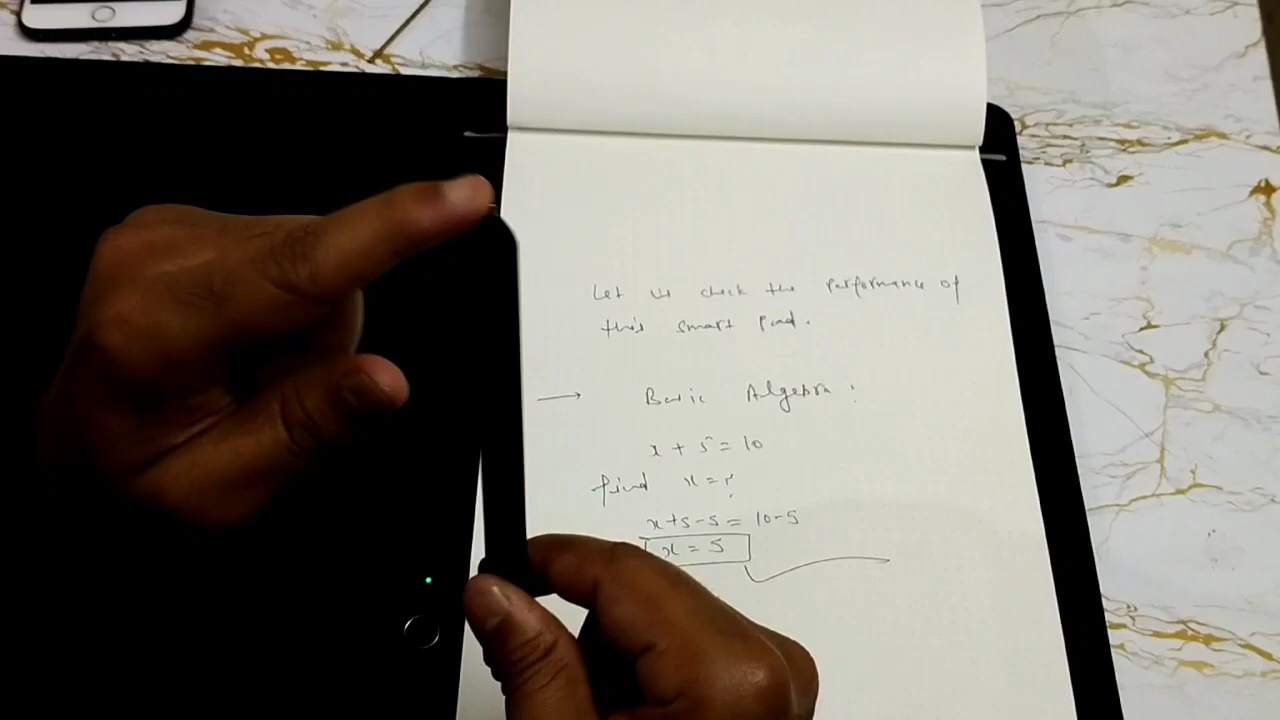 Let us check the performance of
this smart pad.
→ Basic Algebra :
x + 5 = 10
find x = ?
x+5-5 = 10-5
x = 5